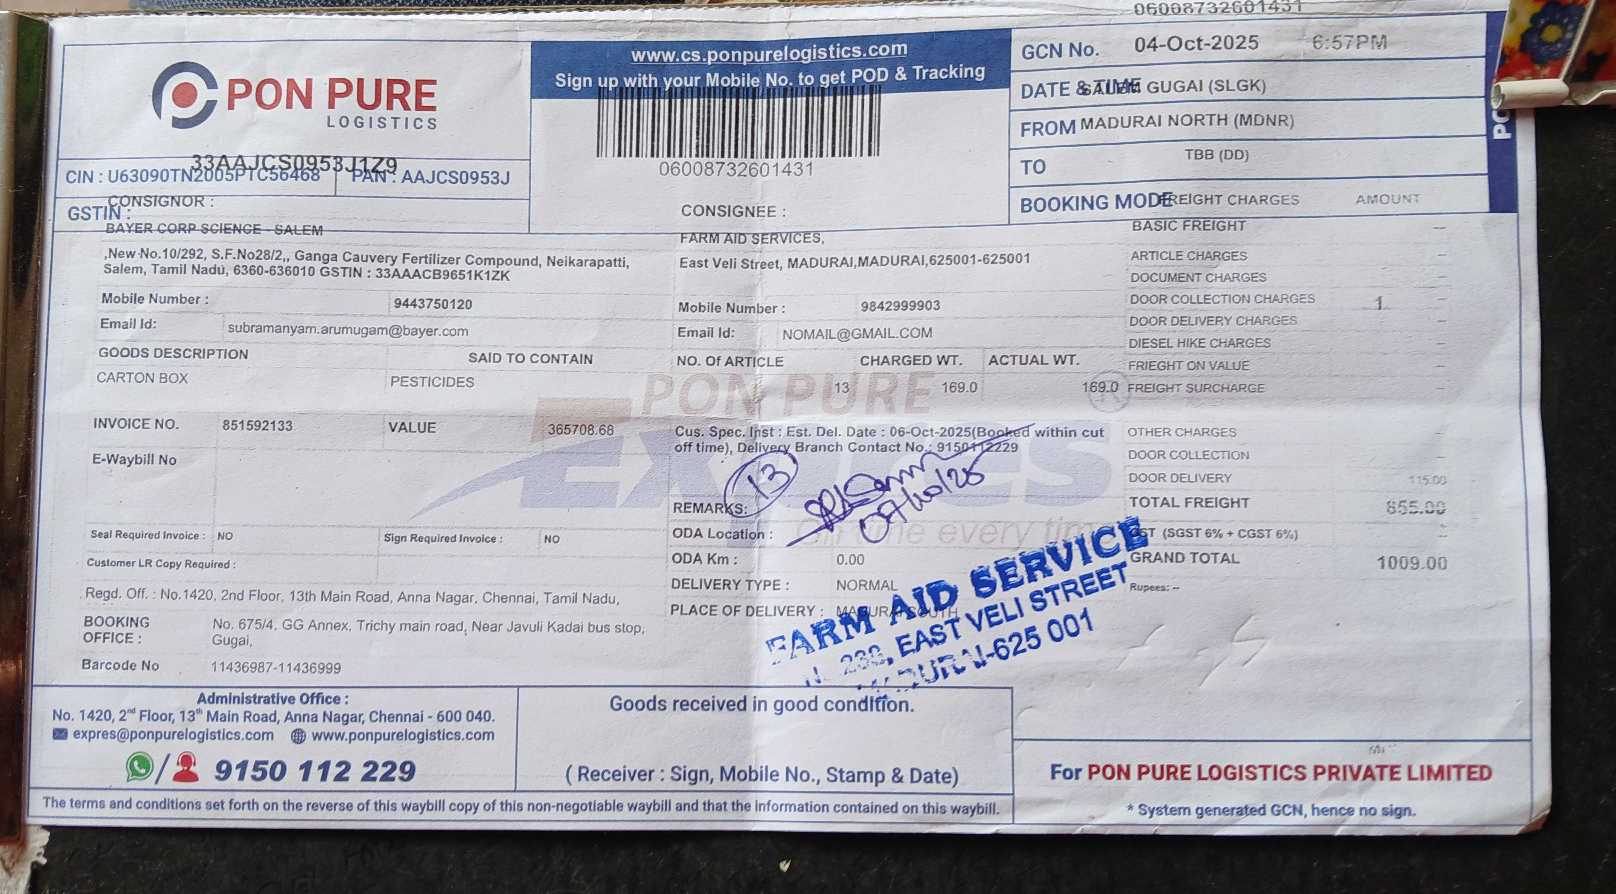 06008732601431
PON PURE
LOGISTICS
www.cs.ponpurelogistics.com
Sign up with your Mobile No. to get POD & Tracking
06008732601431
GCN No. 04-Oct-2025 6:57PM
DATE & TIME SALEM GUGAI (SLGK)
FROM MADURAI NORTH (MDNR)
TO TBB (DD)
BOOKING MODE
33AAJCS0953J1Z9
CIN : U63090TN2005PTC56468 PAN : AAJCS0953J
GSTIN :
CONSIGNOR :
BAYER CORP SCIENCE - SALEM
,New No.10/292, S.F.No28/2,, Ganga Cauvery Fertilizer Compound, Neikarapatti,
Salem, Tamil Nadu, 6360-636010 GSTIN : 33AAACB9651K1ZK
Mobile Number : 9443750120
Email Id: subramanyam.arumugam@bayer.com
CONSIGNEE :
FARM AID SERVICES,
East Veli Street, MADURAI,MADURAI,625001-625001
Mobile Number : 9842999903
Email Id: NOMAIL@GMAIL.COM
GOODS DESCRIPTION SAID TO CONTAIN NO. Of ARTICLE CHARGED WT. ACTUAL WT.
CARTON BOX PESTICIDES 13 169.0 169.0
INVOICE NO. 851592133 VALUE 365708.68
E-Waybill No
Cus. Spec. Inst : Est. Del. Date : 06-Oct-2025(Booked within cut
off time), Delivery Branch Contact No.: 9150112229
13
REMARKS:
ODA Location :
ODA Km : 0.00
DELIVERY TYPE : NORMAL
PLACE OF DELIVERY : MADURAI SOUTH
Seal Required Invoice : NO Sign Required Invoice : NO
Customer LR Copy Required :
Regd. Off. : No.1420, 2nd Floor, 13th Main Road, Anna Nagar, Chennai, Tamil Nadu,
BOOKING OFFICE : No. 675/4, GG Annex, Trichy main road, Near Javuli Kadai bus stop,
Gugai,
Barcode No 11436987-11436999
FREIGHT CHARGES AMOUNT
BASIC FREIGHT --
ARTICLE CHARGES --
DOCUMENT CHARGES --
DOOR COLLECTION CHARGES 1 --
DOOR DELIVERY CHARGES --
DIESEL HIKE CHARGES --
FRIEGHT ON VALUE --
FREIGHT SURCHARGE --
OTHER CHARGES --
DOOR COLLECTION --
DOOR DELIVERY 115.00
TOTAL FREIGHT 855.00
GST (SGST 6% + CGST 6%) --
GRAND TOTAL 1009.00
Rupees: --
PON PURE
EXPRES
On time every time
FARM AID SERVICE
EAST VELI STREET
MADURAI-625 001
Administrative Office :
No. 1420, 2nd Floor, 13th Main Road, Anna Nagar, Chennai - 600 040.
expres@ponpurelogistics.com www.ponpurelogistics.com
9150 112 229
Goods received in good condition.
( Receiver : Sign, Mobile No., Stamp & Date)
For PON PURE LOGISTICS PRIVATE LIMITED
* System generated GCN, hence no sign.
The terms and conditions set forth on the reverse of this waybill copy of this non-negotiable waybill and that the information contained on this waybill.